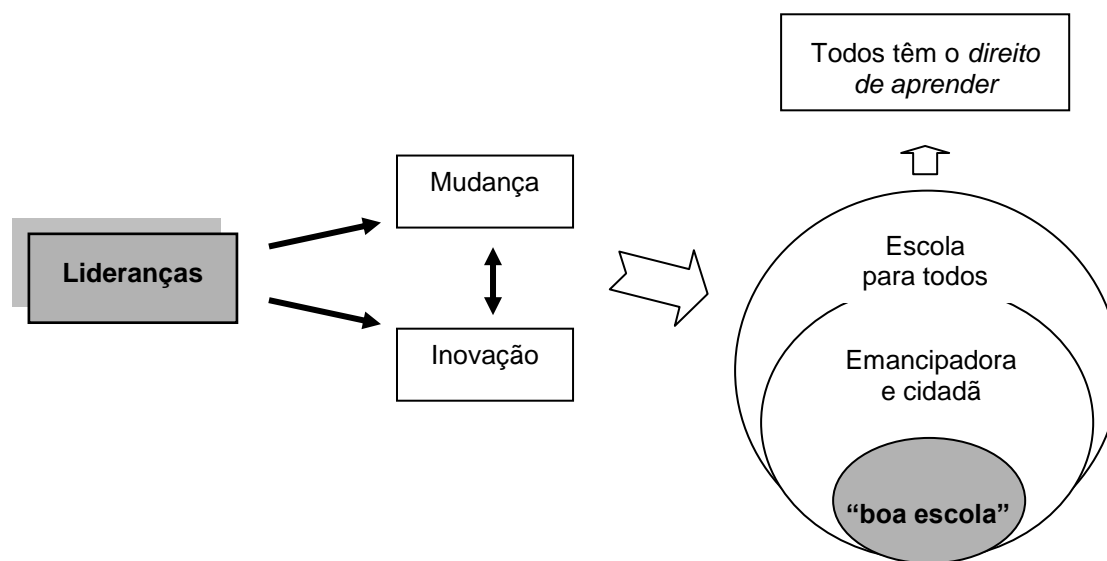 Todos têm o direito
de aprender
Mudança
Lideranças
Inovação
Escola
para todos
Emancipadora
e cidadã
“boa escola”